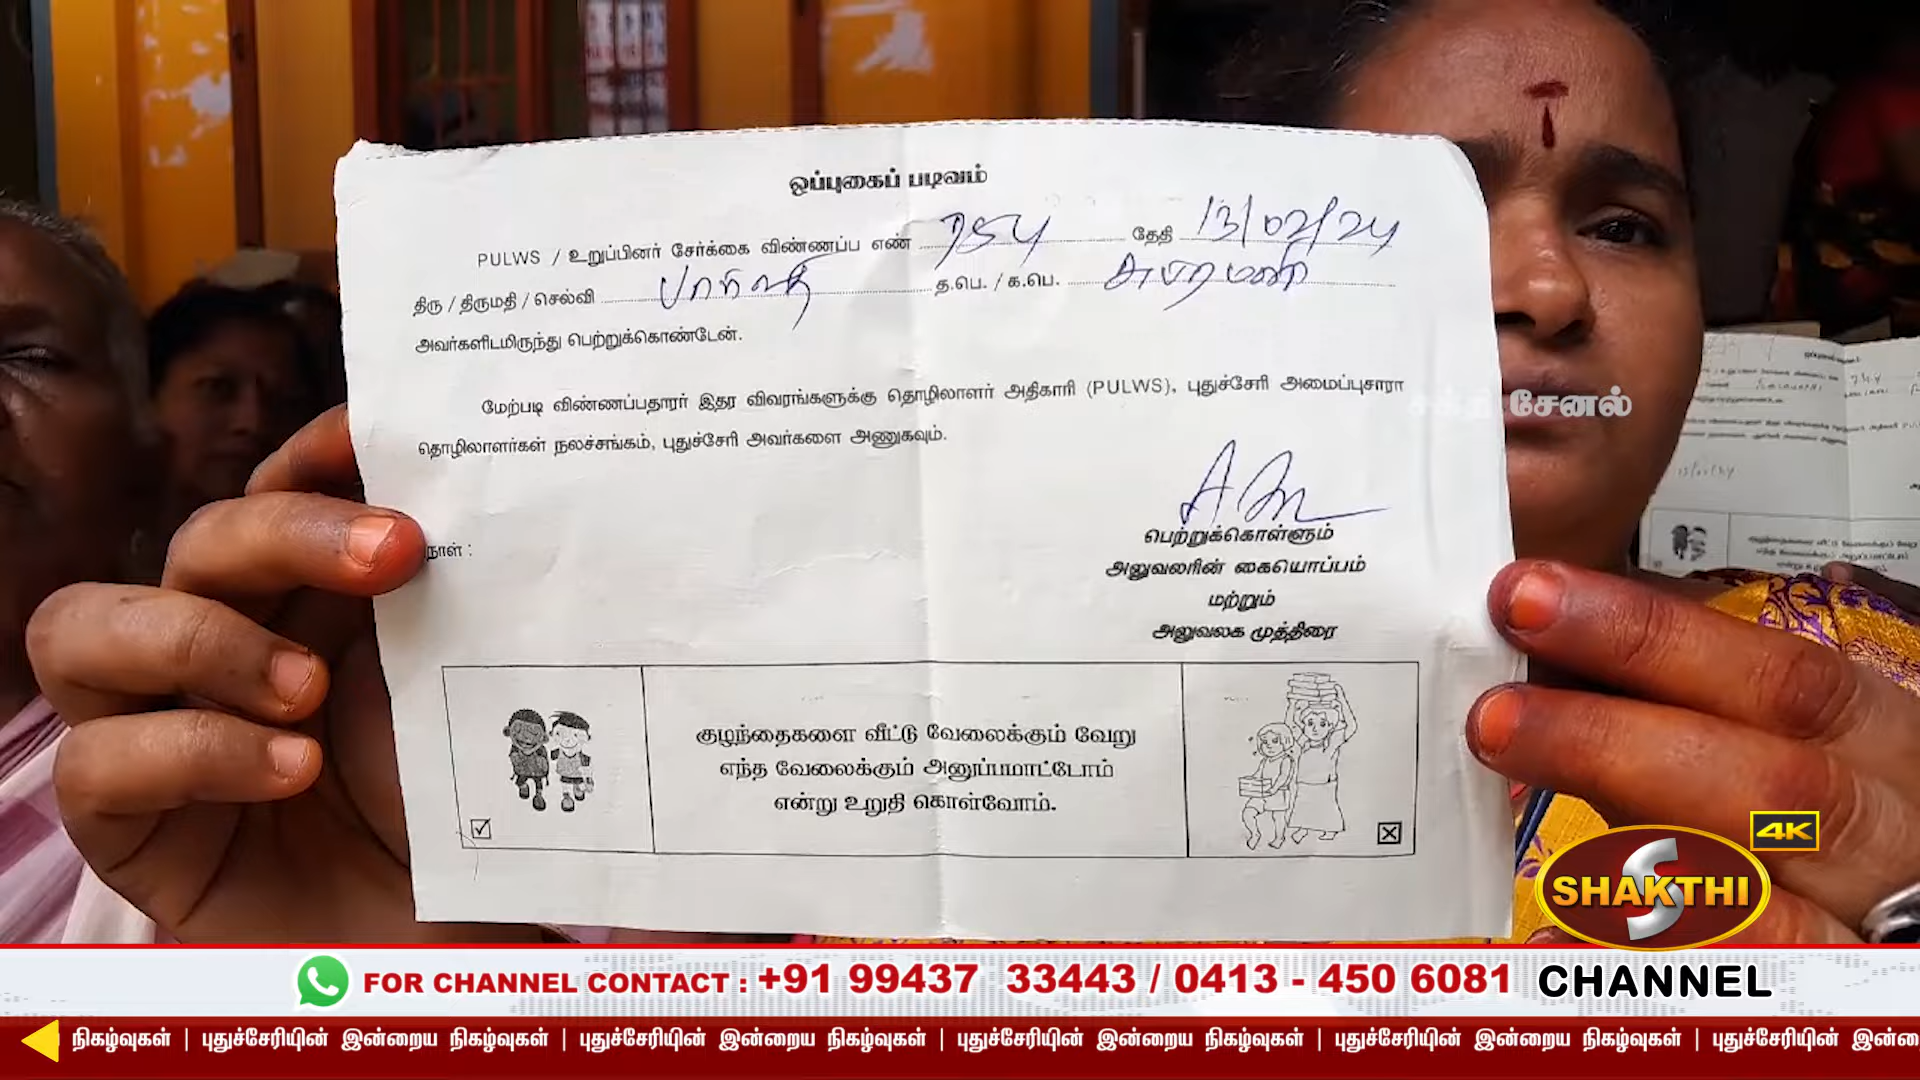 ஒப்புகைப் படிவம்
PULWS / உறுப்பினர் சேர்க்கை விண்ணப்ப எண் தேதி 13/02/24
திரு / திருமதி / செல்வி பார்வதி த.பெ. / க.பெ. சுபரமணி
அவர்களிடமிருந்து பெற்றுக்கொண்டேன்.
மேற்படி விண்ணப்பதாரர் இதர விவரங்களுக்கு தொழிலாளர் அதிகாரி (PULWS), புதுச்சேரி அமைப்புசாரா
தொழிலாளர்கள் நலச்சங்கம், புதுச்சேரி அவர்களை அணுகவும்.
நாள் :
பெற்றுக்கொள்ளும்
அலுவலரின் கையொப்பம்
மற்றும்
அலுவலக முத்திரை
குழந்தைகளை வீட்டு வேலைக்கும் வேறு
எந்த வேலைக்கும் அனுப்பமாட்டோம்
என்று உறுதி கொள்வோம்.
சக்தி சேனல்
4K
SHAKTHI
CHANNEL
FOR CHANNEL CONTACT : +91 99437 33443 / 0413 - 450 6081
நிகழ்வுகள் | புதுச்சேரியின் இன்றைய நிகழ்வுகள் | புதுச்சேரியின் இன்றைய நிகழ்வுகள் | புதுச்சேரியின் இன்றைய நிகழ்வுகள் | புதுச்சேரியின் இன்றைய நிகழ்வுகள் | புதுச்சேரியின்